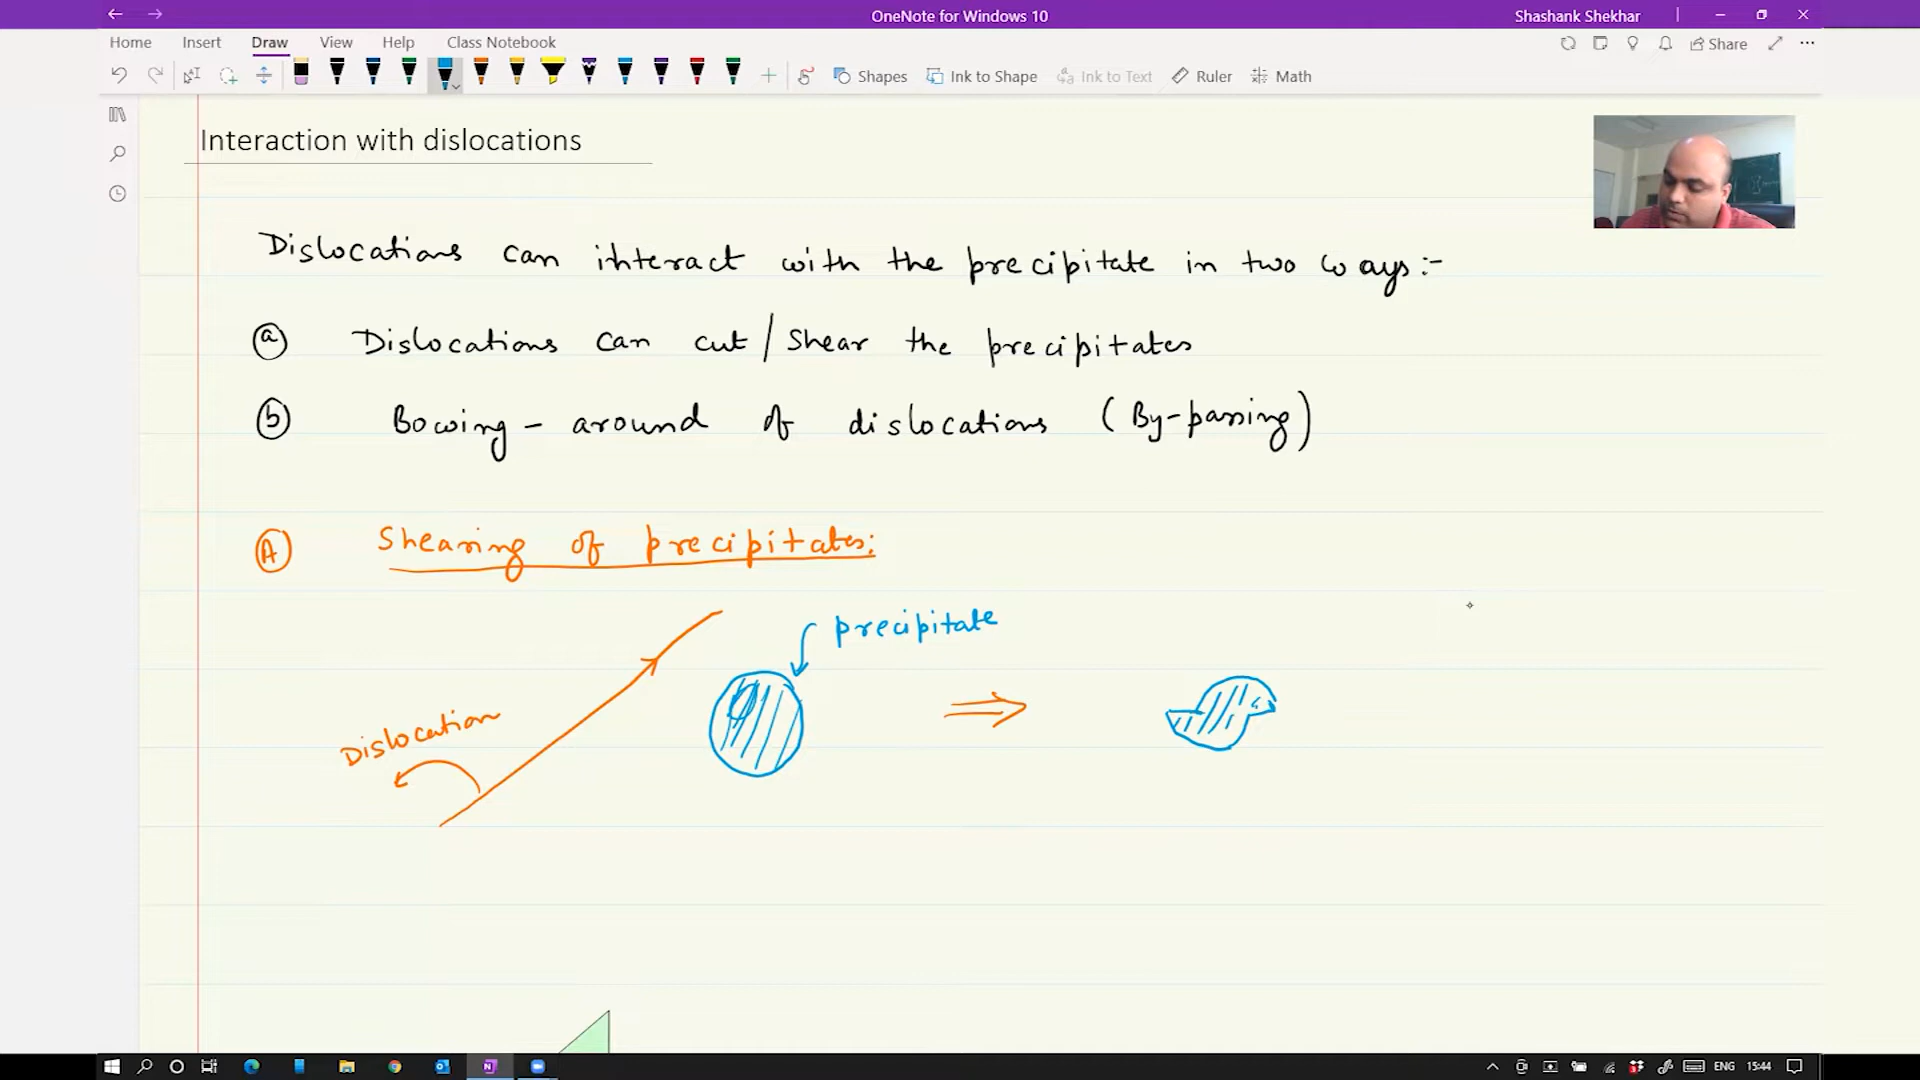 OneNote for Windows 10
Shashank Shekhar
Home Insert Draw View Help Class Notebook
Share
Shapes Ink to Shape Ink to Text Ruler Math
Interaction with dislocations
Dislocations can interact with the precipitate in two ways :-
(a) Dislocations can cut / Shear the precipitates
(b) Bowing - around of dislocations (By-passing)
(A) Shearing of precipitates:
precipitate
Dislocation
ENG 15:44